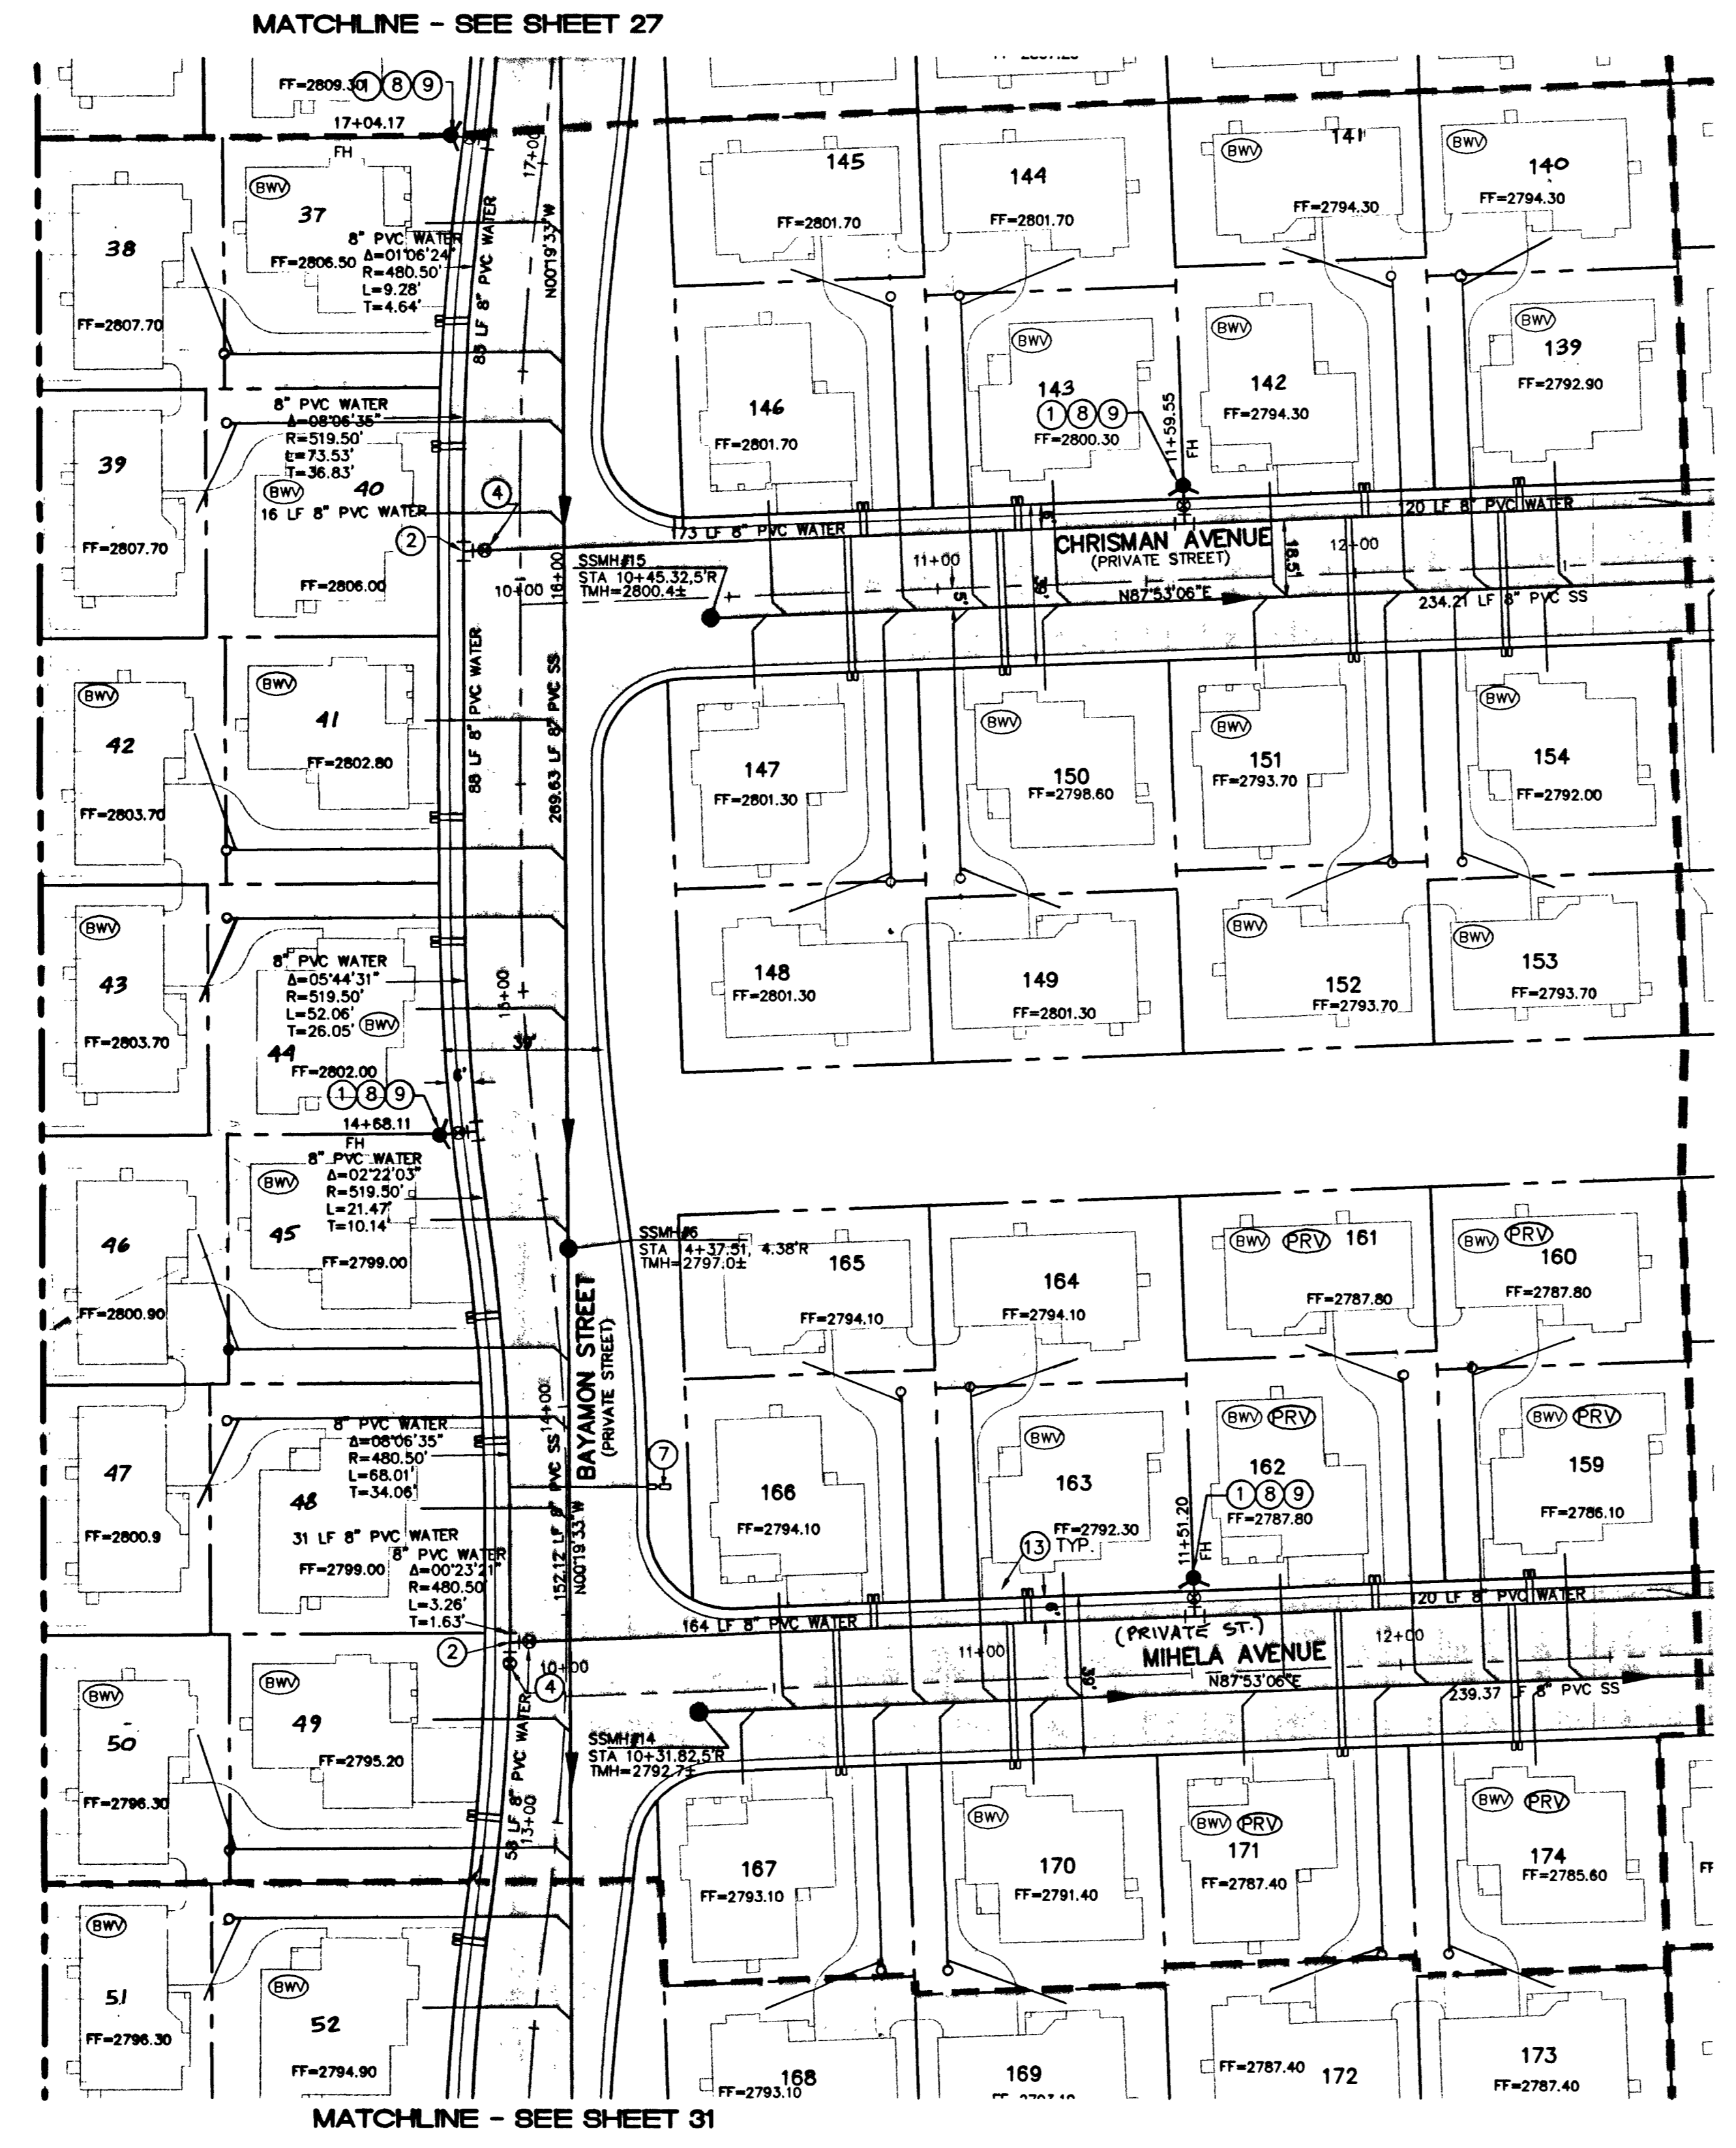 MATCHLINE - SEE SHEET 27
FF=2809.30
1 8 9
17+04.17
FH
BWV
37
FF=2806.50
8" PVC WATER
Δ=01°06'24"
R=480.50'
L=9.28'
T=4.64'
38
FF=2807.70
17+00
N00°19'33"W
83 LF 8" PVC WATER
145
FF=2801.70
144
FF=2801.70
BWV
141
FF=2794.30
BWV
140
FF=2794.30
8" PVC WATER
Δ=08°06'35"
R=519.50'
L=73.53'
T=36.83'
39
FF=2807.70
BWV
40
16 LF 8" PVC WATER
FF=2806.00
4
2
146
FF=2801.70
BWV
143
1 8 9
FF=2800.30
11+59.55
FH
BWV
142
FF=2794.30
BWV
139
FF=2792.90
173 LF 8" PVC WATER
6'
CHRISMAN AVENUE
(PRIVATE STREET)
18.5'
120 LF 8" PVC WATER
12+00
11+00
10+00
16+00
SSMH#15
STA 10+45.32,5'R
TMH=2800.4±
5'
39'
N87°53'06"E
234.21 LF 8" PVC SS
BWV
42
FF=2803.70
BWV
41
FF=2802.80
88 LF 8" PVC WATER
269.63 LF 8" PVC SS
147
FF=2801.30
BWV
150
FF=2798.60
BWV
151
FF=2793.70
BWV
154
FF=2792.00
BWV
43
FF=2803.70
8" PVC WATER
Δ=05°44'31"
R=519.50'
L=52.06'
T=26.05'
BWV
44
FF=2802.00
15+00
39'
6'
148
FF=2801.30
149
FF=2801.30
BWV
152
FF=2793.70
BWV
153
FF=2793.70
1 8 9
14+68.11
FH
8" PVC WATER
Δ=02°22'03"
R=519.50'
L=21.47'
T=10.14'
BWV
45
FF=2799.00
46
FF=2800.90
SSMH#6
STA 14+37.51, 4.38'R
TMH=2797.0±
165
FF=2794.10
164
FF=2794.10
BWV PRV 161
FF=2787.80
BWV PRV
160
FF=2787.80
BAYAMON STREET
(PRIVATE STREET)
14+00
152.12 LF 8" PVC SS
N00°19'33"W
8" PVC WATER
Δ=08°06'35"
R=480.50'
L=68.01'
T=34.06'
47
FF=2800.9
48
31 LF 8" PVC WATER
FF=2799.00
8" PVC WATER
Δ=00°23'21"
R=480.50'
L=3.26'
T=1.63'
7
166
FF=2794.10
BWV
163
FF=2792.30
13 TYP.
11+51.20
FH
BWV PRV
162
1 8 9
FF=2787.80
BWV PRV
159
FF=2786.10
2
4
10+00
164 LF 8" PVC WATER
6'
120 LF 8" PVC WATER
(PRIVATE ST.)
MIHELA AVENUE
11+00
12+00
N87°53'06"E
39'
239.37 LF 8" PVC SS
SSMH#14
STA 10+31.82,5'R
TMH=2792.7±
BWV
50
FF=2796.30
BWV
49
FF=2795.20
58 LF 8" PVC WATER
13+00
167
FF=2793.10
BWV
170
FF=2791.40
BWV PRV
171
FF=2787.40
BWV PRV
174
FF=2785.60
FF
BWV
51
FF=2796.30
BWV
52
FF=2794.90
168
FF=2793.10
169
FF=2787.40 172
173
FF=2787.40
MATCHLINE - SEE SHEET 31